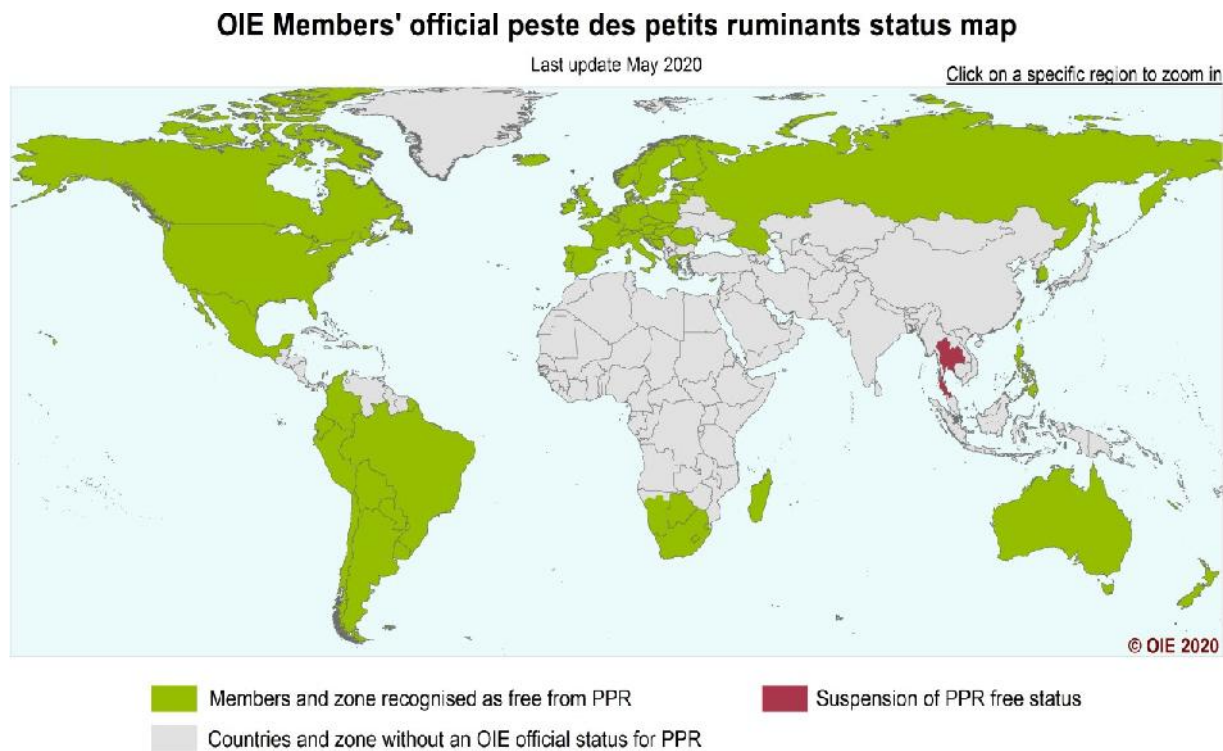 OIE Members' official peste des petits ruminants status map
Last update May 2020
Click on a specific region to zoom in
© OIE 2020
Members and zone recognised as free from PPR
Suspension of PPR free status
Countries and zone without an OIE official status for PPR